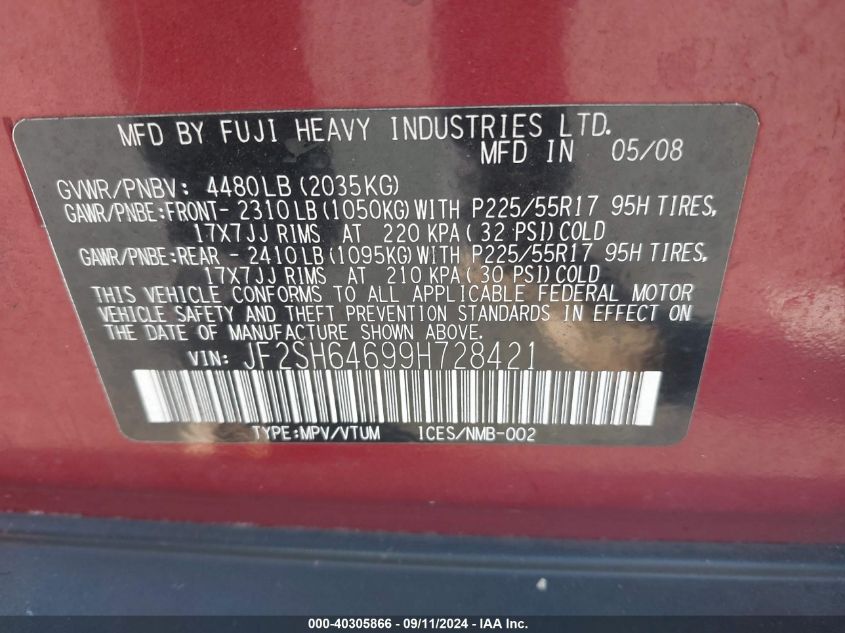 MFD BY FUJI HEAVY INDUSTRIES LTD.
MFD IN 05/08
GVWR/PNBV: 4480LB (2035KG)
GAWR/PNBE:FRONT- 2310LB (1050KG) WITH P225/55R17 95H TIRES,
17X7JJ RIMS AT 220 KPA ( 32 PSI) COLD
GAWR/PNBE:REAR - 2410LB (1095KG) WITH P225/55R17 95H TIRES,
17X7JJ RIMS AT 210 KPA ( 30 PSI) COLD
THIS VEHICLE CONFORMS TO ALL APPLICABLE FEDERAL MOTOR
VEHICLE SAFETY AND THEFT PREVENTION STANDARDS IN EFFECT ON
THE DATE OF MANUFACTURE SHOWN ABOVE.
VIN: JF2SH64699H728421
TYPE:MPV/VTUM ICES/NMB-002
000-40305866 - 09/11/2024 - IAA Inc.